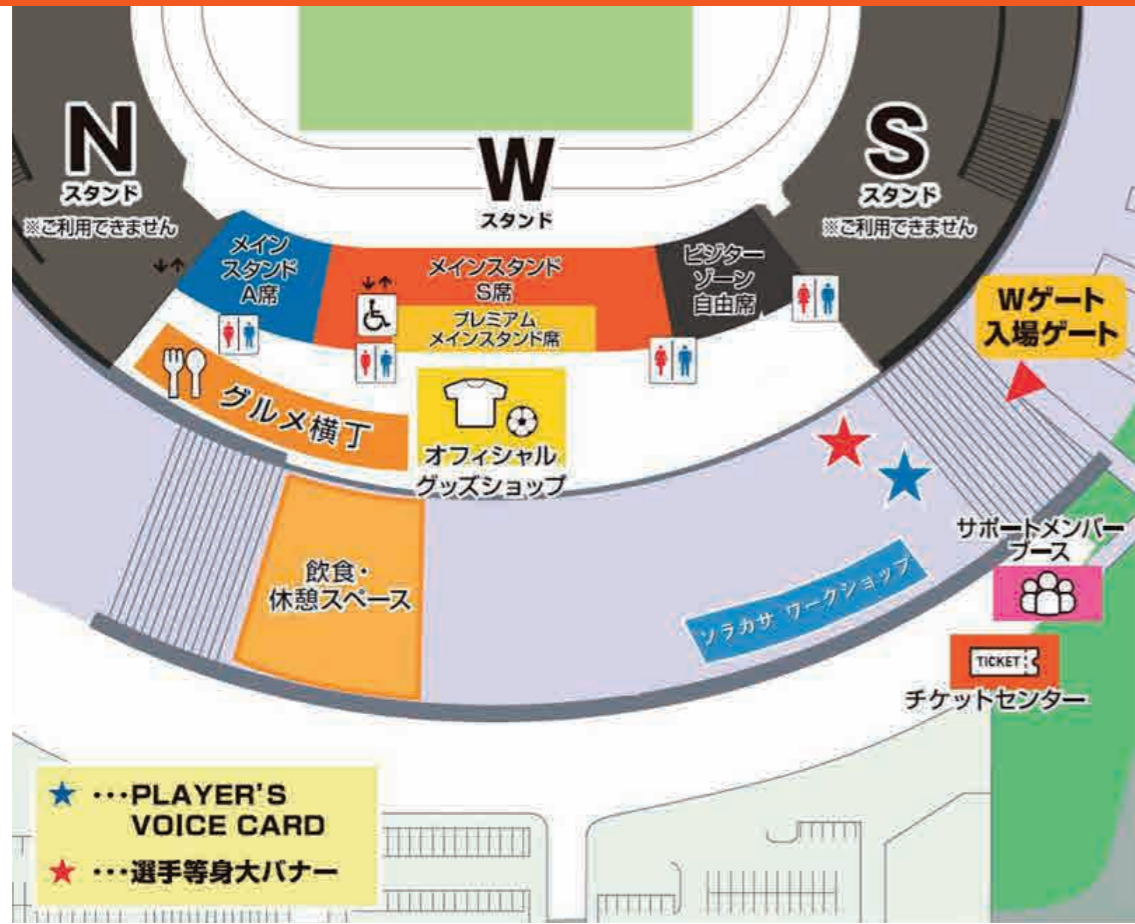 N
スタンド
※ご利用できません
W
スタンド
S
スタンド
※ご利用できません
メイン
スタンド
A席
メインスタンド
S席
プレミアム
メインスタンド席
ビジター
ゾーン
自由席
Wゲート
入場ゲート
グルメ横丁
オフィシャル
グッズショップ
飲食・
休憩スペース
ソラカサ ワークショップ
サポートメンバー
ブース
TICKET
チケットセンター
★ ･･･PLAYER'S
VOICE CARD
★ ･･･選手等身大バナー